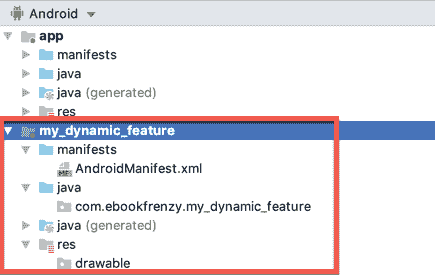 Android
app
manifests
java
java (generated)
res
my_dynamic_feature
manifests
AndroidManifest.xml
java
com.ebookfrenzy.my_dynamic_feature
java (generated)
res
drawable